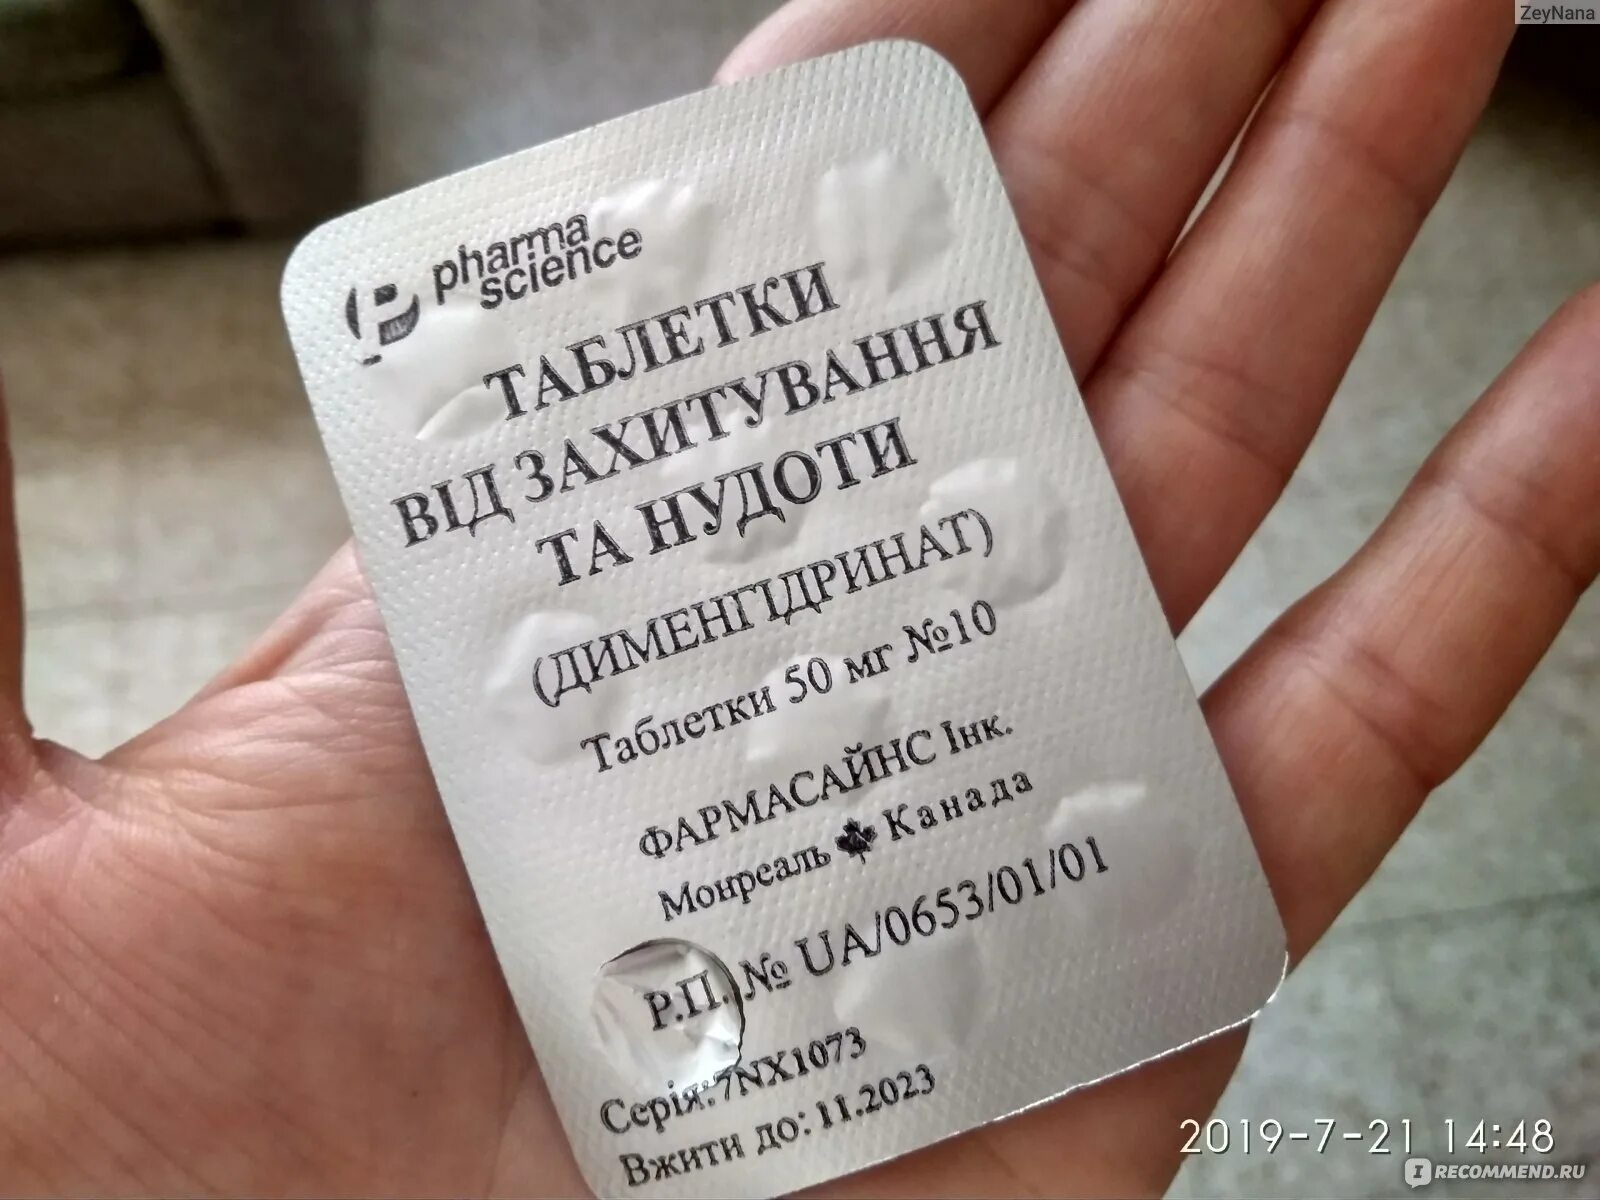 ZeyNana
pharma
science
ТАБЛЕТКИ
ВІД ЗАХИТУВАННЯ
ТА НУДОТИ
(ДИМЕНГІДРИНАТ)
Таблетки 50 мг №10
ФАРМАСАЙНС Інк.
Монреаль Канада
Р.П. № UA/0653/01/01
Серія: 7NX1073
Вжити до: 11.2023
2019-7-21 14:48
IRECOMMEND.RU